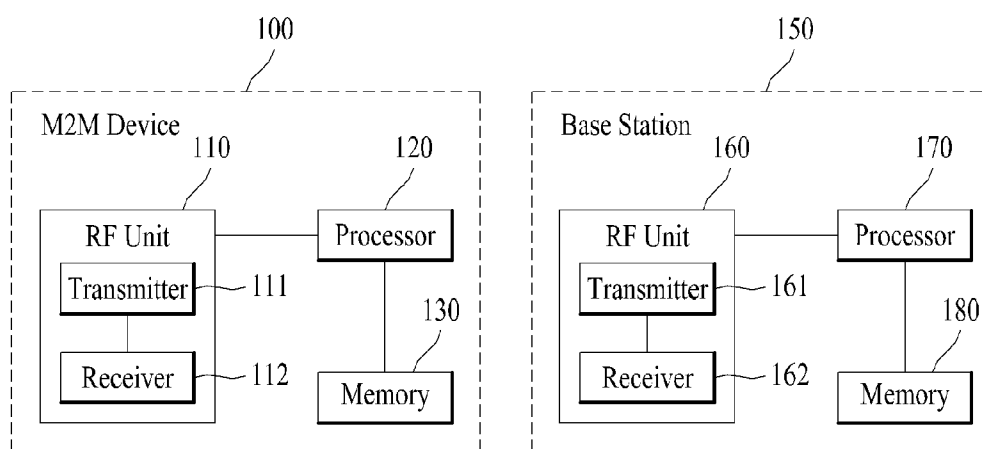 100
150
M2M Device
Base Station
110
120
160
170
RF Unit
Processor
RF Unit
Processor
Transmitter
111
Transmitter
161
130
180
Receiver
112
Memory
Receiver
162
Memory